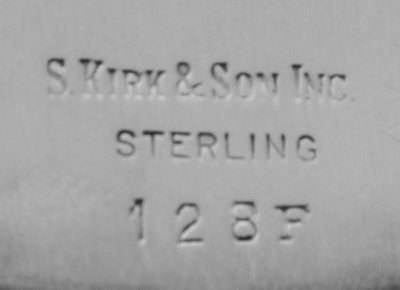 S. KIRK & SON INC.
STERLING
128F